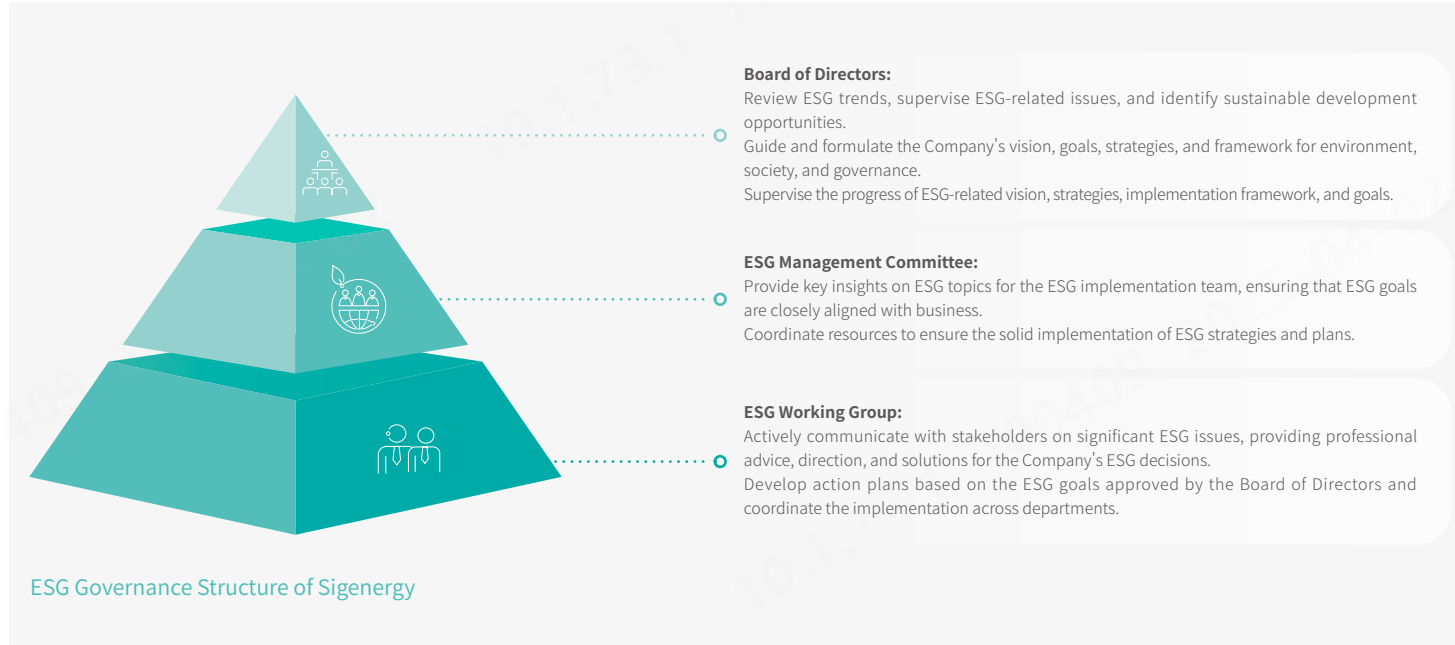 Board of Directors:
Review ESG trends, supervise ESG-related issues, and identify sustainable development
opportunities.
Guide and formulate the Company's vision, goals, strategies, and framework for environment,
society, and governance.
Supervise the progress of ESG-related vision, strategies, implementation framework, and goals.
ESG Management Committee:
Provide key insights on ESG topics for the ESG implementation team, ensuring that ESG goals
are closely aligned with business.
Coordinate resources to ensure the solid implementation of ESG strategies and plans.
ESG Working Group:
Actively communicate with stakeholders on significant ESG issues, providing professional
advice, direction, and solutions for the Company's ESG decisions.
Develop action plans based on the ESG goals approved by the Board of Directors and
coordinate the implementation across departments.
ESG Governance Structure of Sigenergy